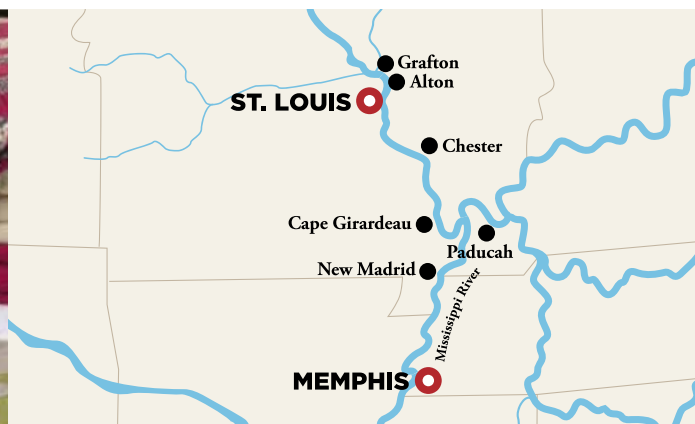 Grafton
Alton
ST. LOUIS
Chester
Cape Girardeau
Paducah
New Madrid
Mississippi River
MEMPHIS